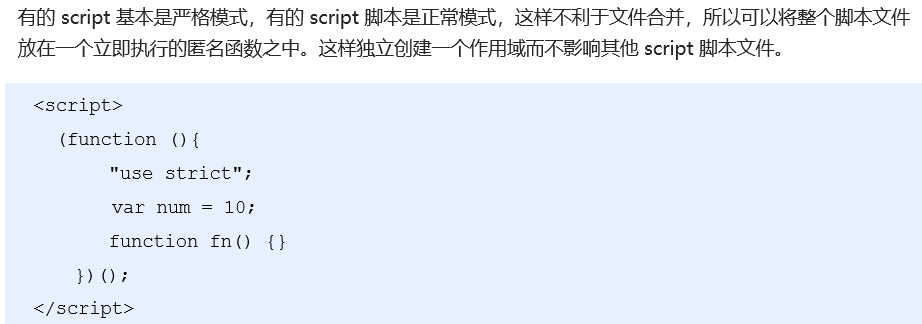 有的 script 基本是严格模式，有的 script 脚本是正常模式，这样不利于文件合并，所以可以将整个脚本文件
放在一个立即执行的匿名函数之中。这样独立创建一个作用域而不影响其他 script 脚本文件。
<script>
(function (){
"use strict";
var num = 10;
function fn() {}
})();
</script>